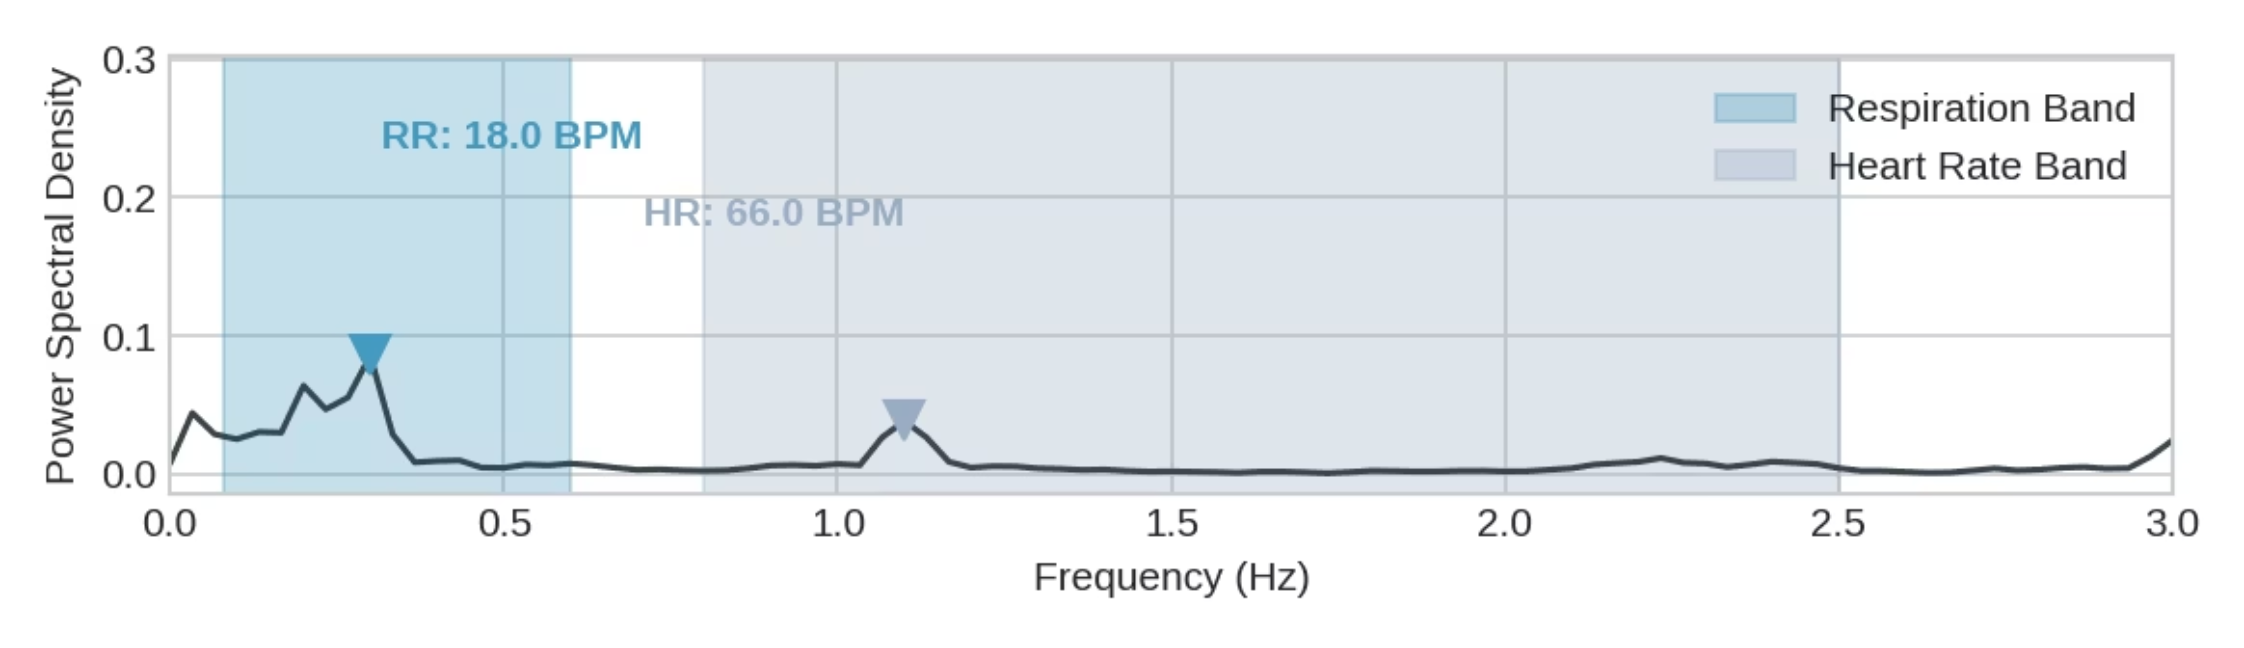 Power Spectral Density
0.3
0.2
0.1
0.0
RR: 18.0 BPM
HR: 66.0 BPM
Respiration Band
Heart Rate Band
0.0 0.5 1.0 1.5 2.0 2.5 3.0
Frequency (Hz)